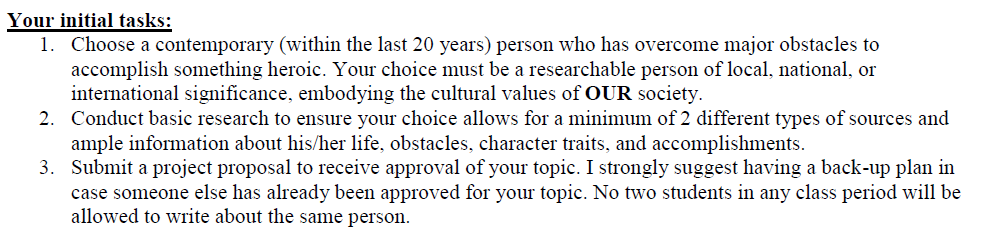 Your initial tasks:
1. Choose a contemporary (within the last 20 years) person who has overcome major obstacles to
accomplish something heroic. Your choice must be a researchable person of local, national, or
international significance, embodying the cultural values of OUR society.
2. Conduct basic research to ensure your choice allows for a minimum of 2 different types of sources and
ample information about his/her life, obstacles, character traits, and accomplishments.
3. Submit a project proposal to receive approval of your topic. I strongly suggest having a back-up plan in
case someone else has already been approved for your topic. No two students in any class period will be
allowed to write about the same person.